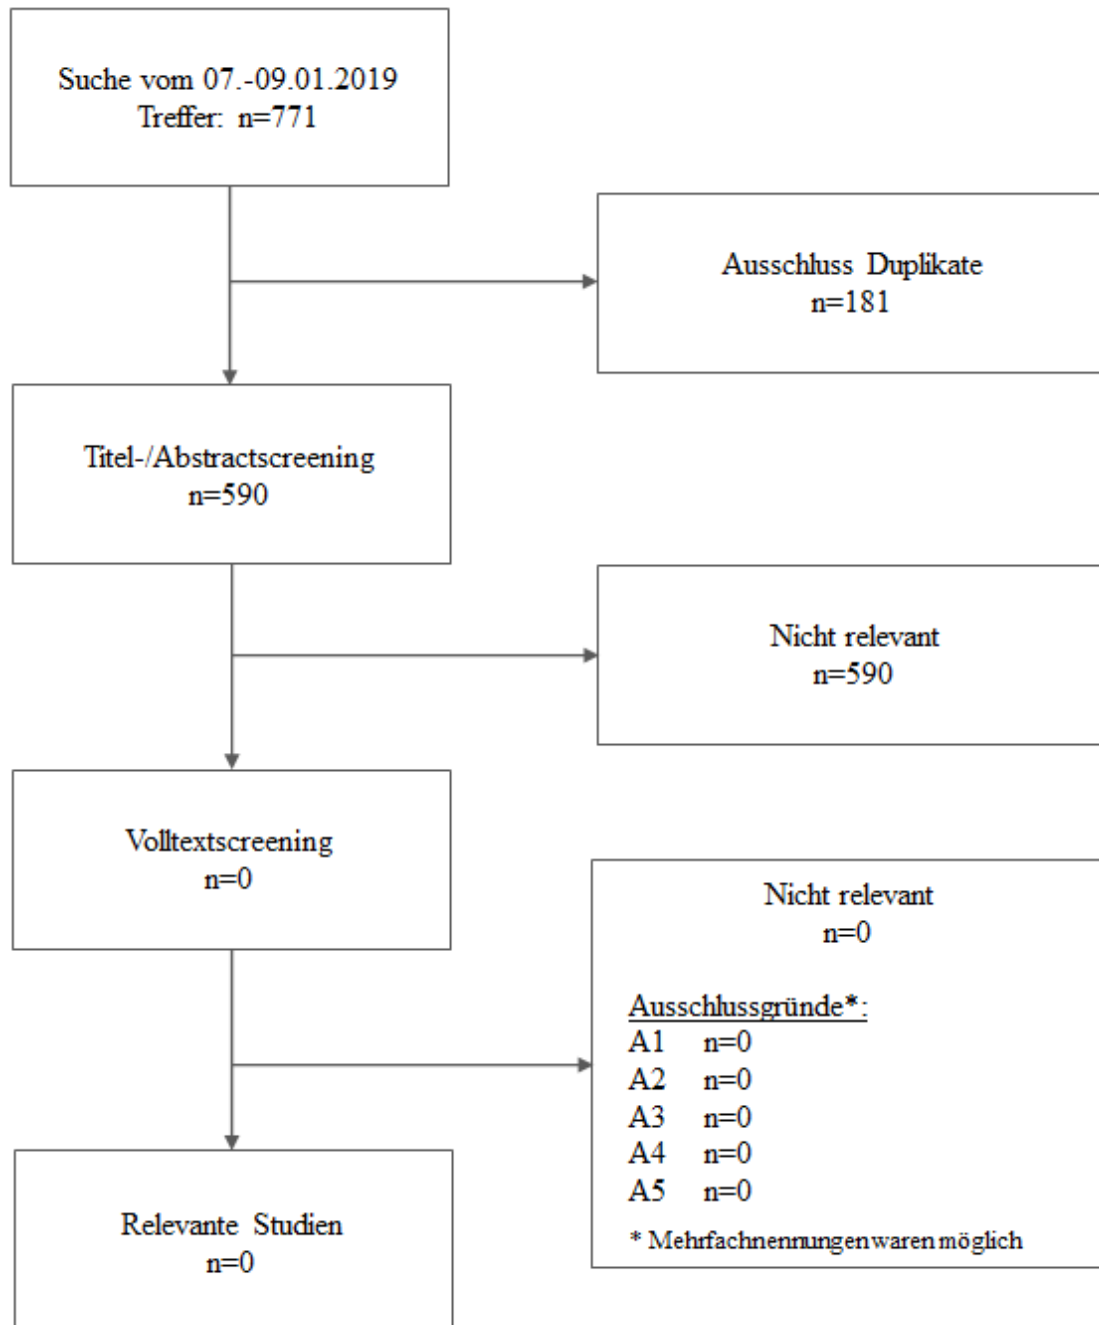 Suche vom 07.-09.01.2019
Treffer: n=771
Ausschluss Duplikate
n=181
Titel-/Abstractscreening
n=590
Nicht relevant
n=590
Volltextscreening
n=0
Nicht relevant
n=0
Ausschlussgründe*:
A1 n=0
A2 n=0
A3 n=0
A4 n=0
A5 n=0
* Mehrfachnennungen waren möglich
Relevante Studien
n=0